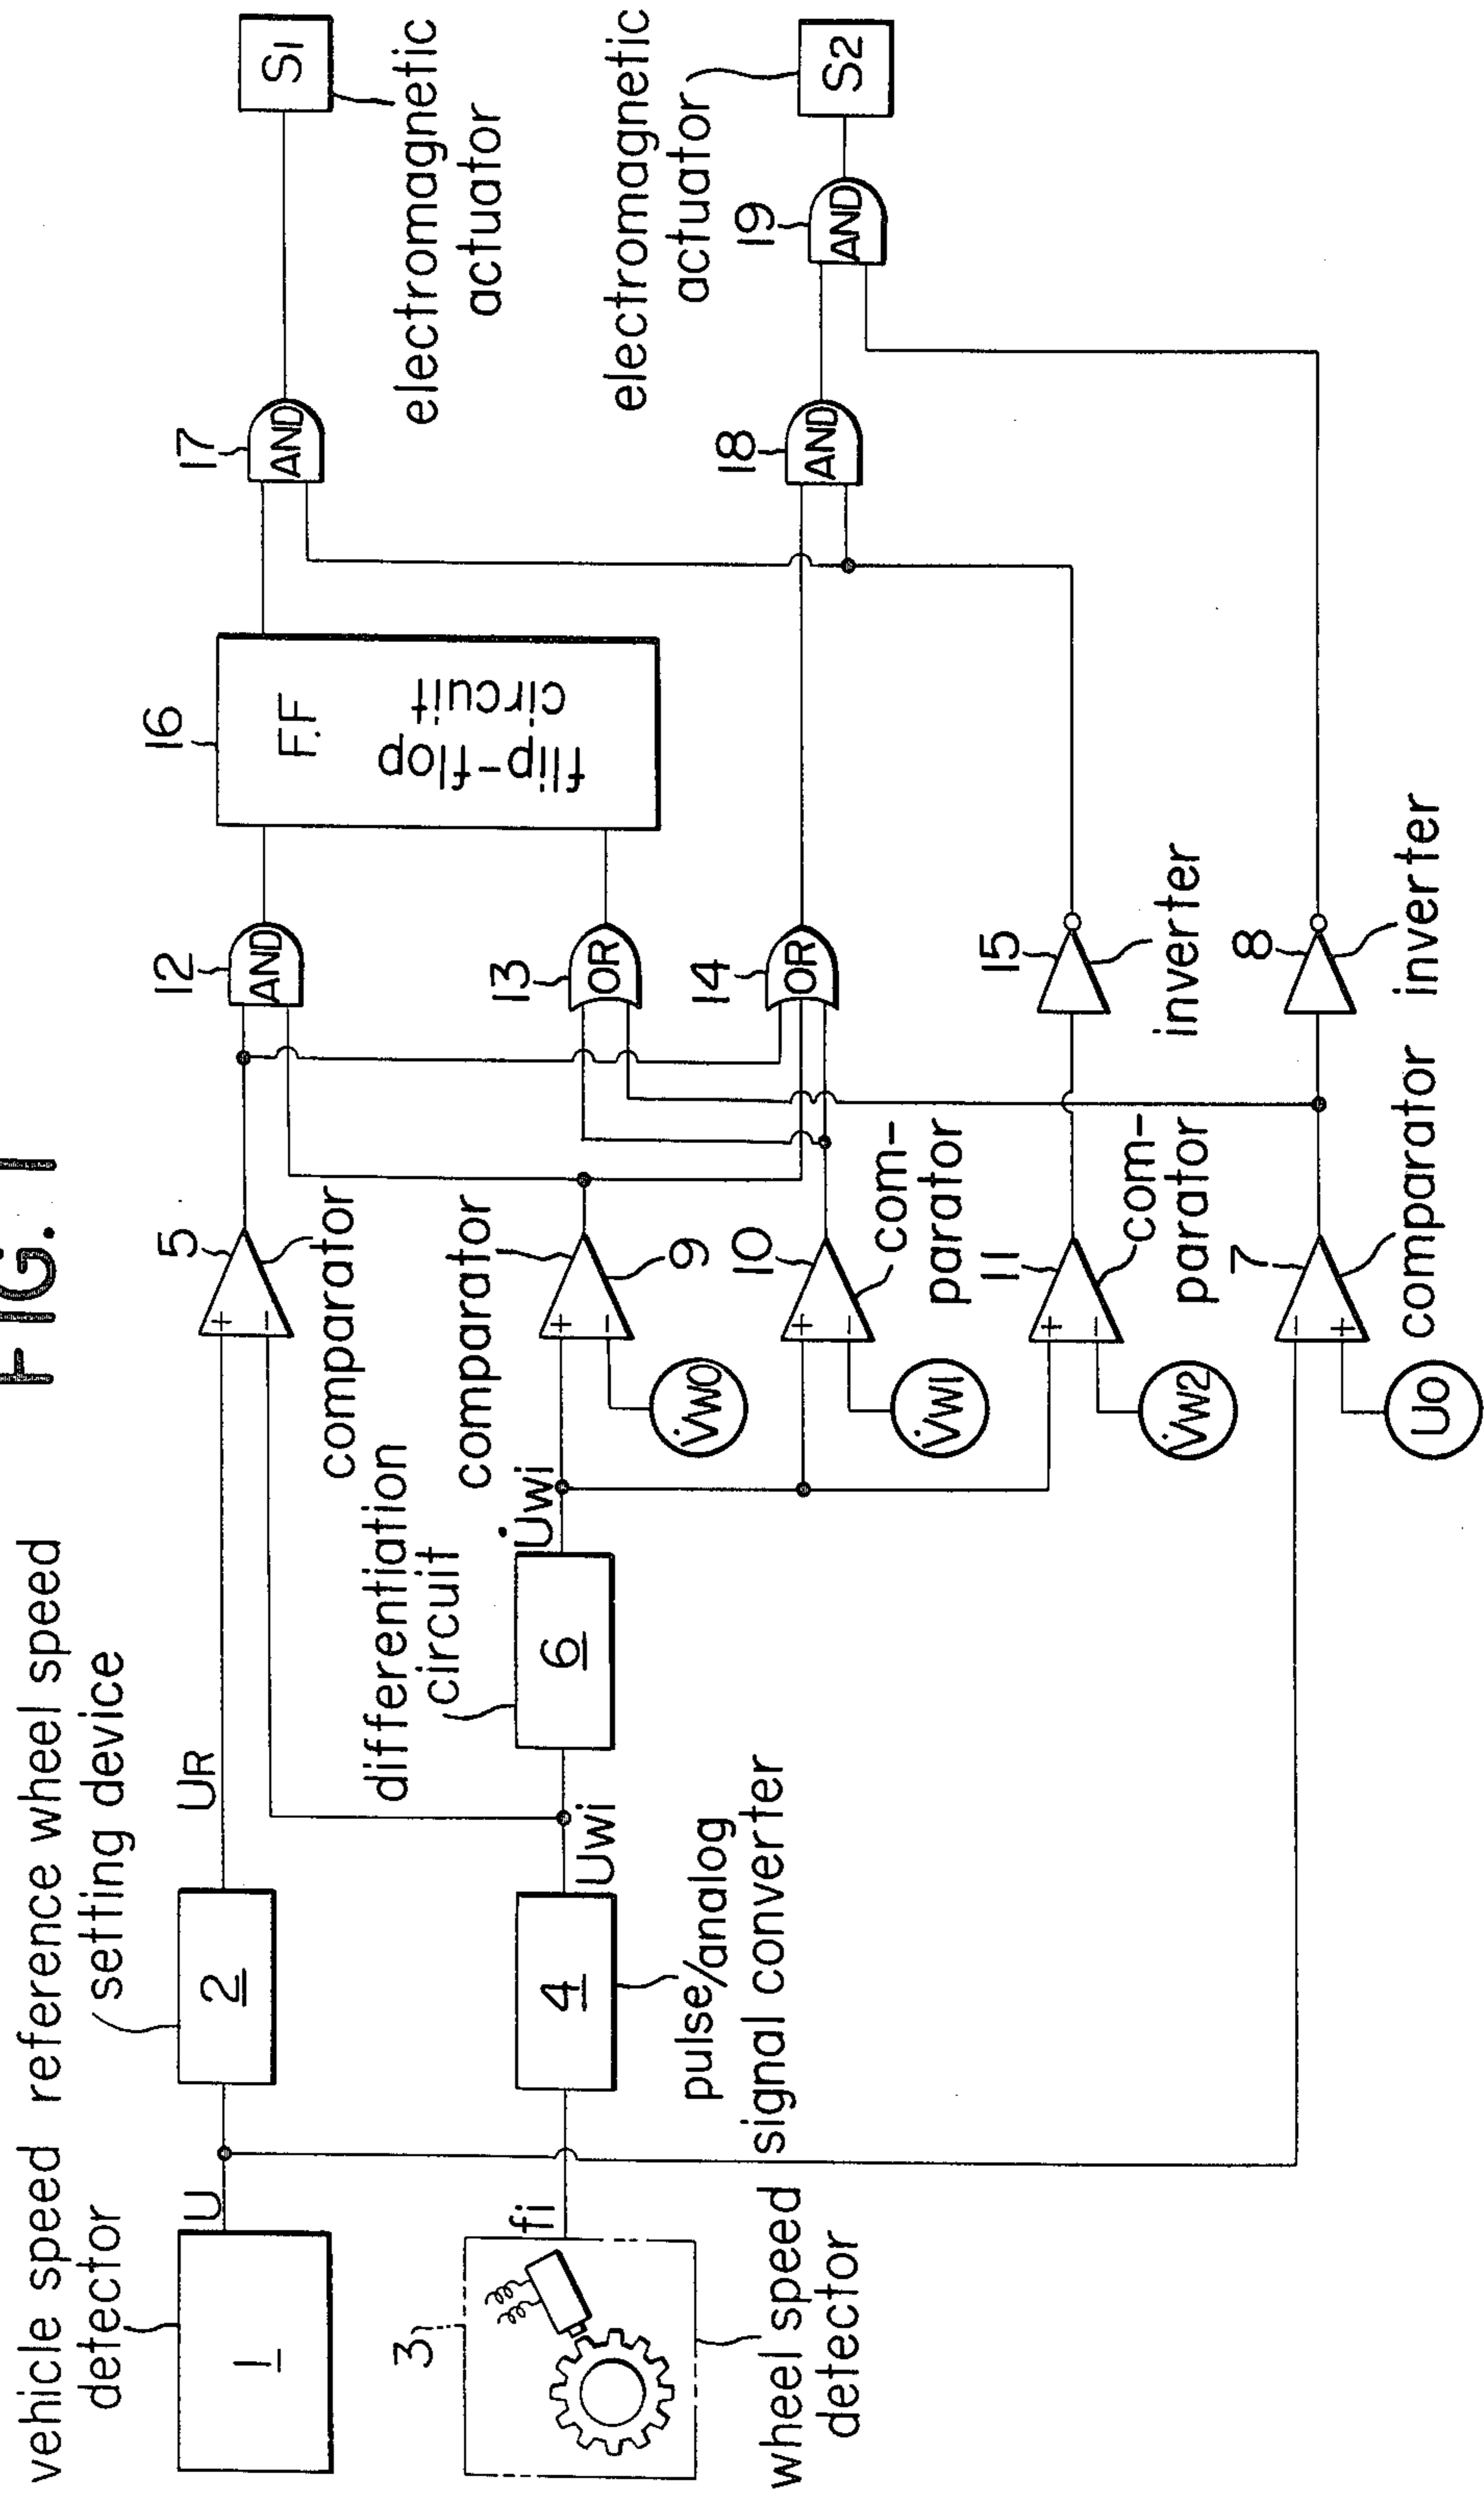 FIG. 1
vehicle speed
detector
1
U
reference wheel speed
setting device
2
UR
3
fi
wheel speed
detector
4
pulse/analog
signal converter
Uwi
differentiation
circuit
6
U̇wi
5
+
−
comparator
comparator
+
−
9
V̇W0
10
+
−
com-
parator
V̇W1
11
+
−
com-
parator
V̇W2
7
−
+
comparator
U0
12
AND
13
OR
14
OR
15
inverter
8
inverter
16
F.F
flip-flop
circuit
17
AND
18
AND
19
AND
S1
electromagnetic
actuator
electromagnetic
actuator
S2